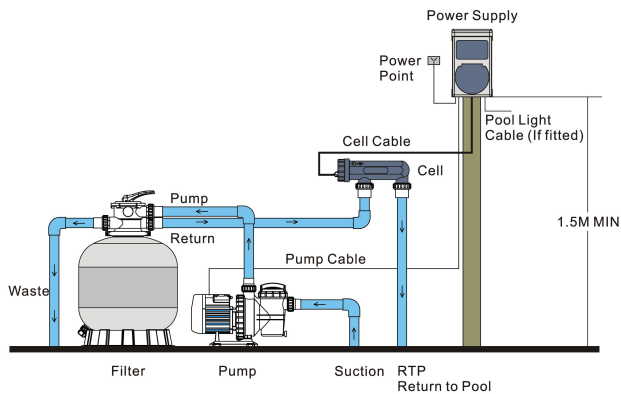 Power Supply
Power
Point
Pool Light
Cable (If fitted)
Cell Cable
Cell
Pump
1.5M MIN
Return
Pump Cable
Waste
Filter
Pump
Suction
RTP
Return to Pool